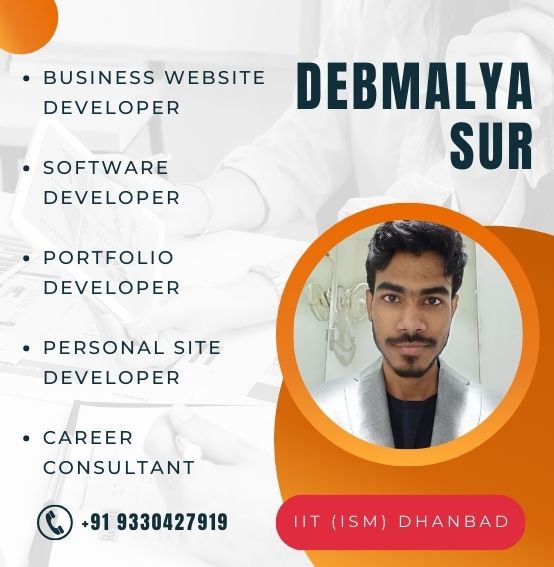 DEBMALYA
SUR
• BUSINESS WEBSITE
DEVELOPER
• SOFTWARE
DEVELOPER
• PORTFOLIO
DEVELOPER
• PERSONAL SITE
DEVELOPER
• CAREER
CONSULTANT
+91 9330427919
IIT (ISM) DHANBAD